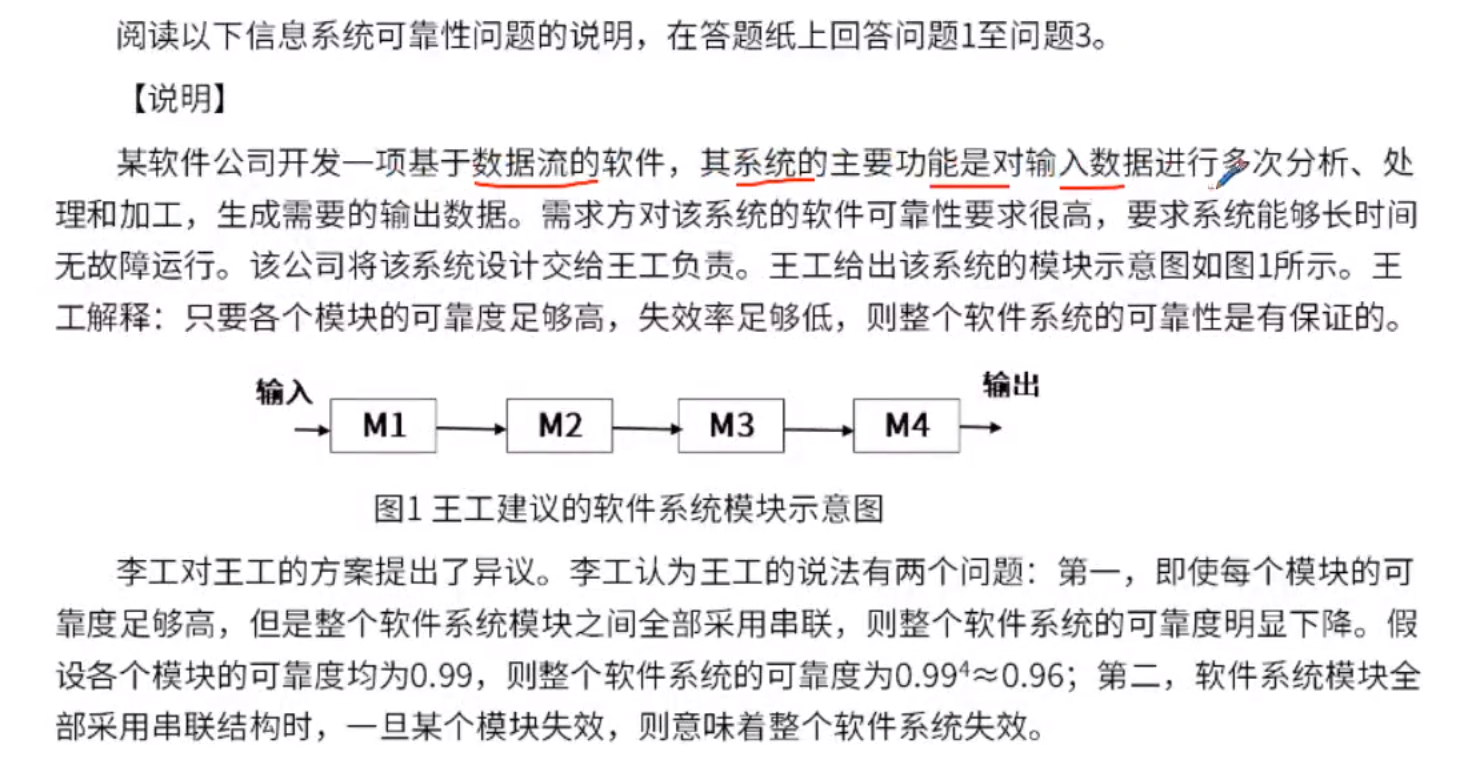 阅读以下信息系统可靠性问题的说明，在答题纸上回答问题1至问题3。
【说明】
某软件公司开发一项基于数据流的软件，其系统的主要功能是对输入数据进行多次分析、处
理和加工，生成需要的输出数据。需求方对该系统的软件可靠性要求很高，要求系统能够长时间
无故障运行。该公司将该系统设计交给王工负责。王工给出该系统的模块示意图如图1所示。王
工解释：只要各个模块的可靠度足够高，失效率足够低，则整个软件系统的可靠性是有保证的。
输入 输出
M1 M2 M3 M4
图1 王工建议的软件系统模块示意图
李工对王工的方案提出了异议。李工认为王工的说法有两个问题：第一，即使每个模块的可
靠度足够高，但是整个软件系统模块之间全部采用串联，则整个软件系统的可靠度明显下降。假
设各个模块的可靠度均为0.99，则整个软件系统的可靠度为0.99⁴≈0.96；第二，软件系统模块全
部采用串联结构时，一旦某个模块失效，则意味着整个软件系统失效。